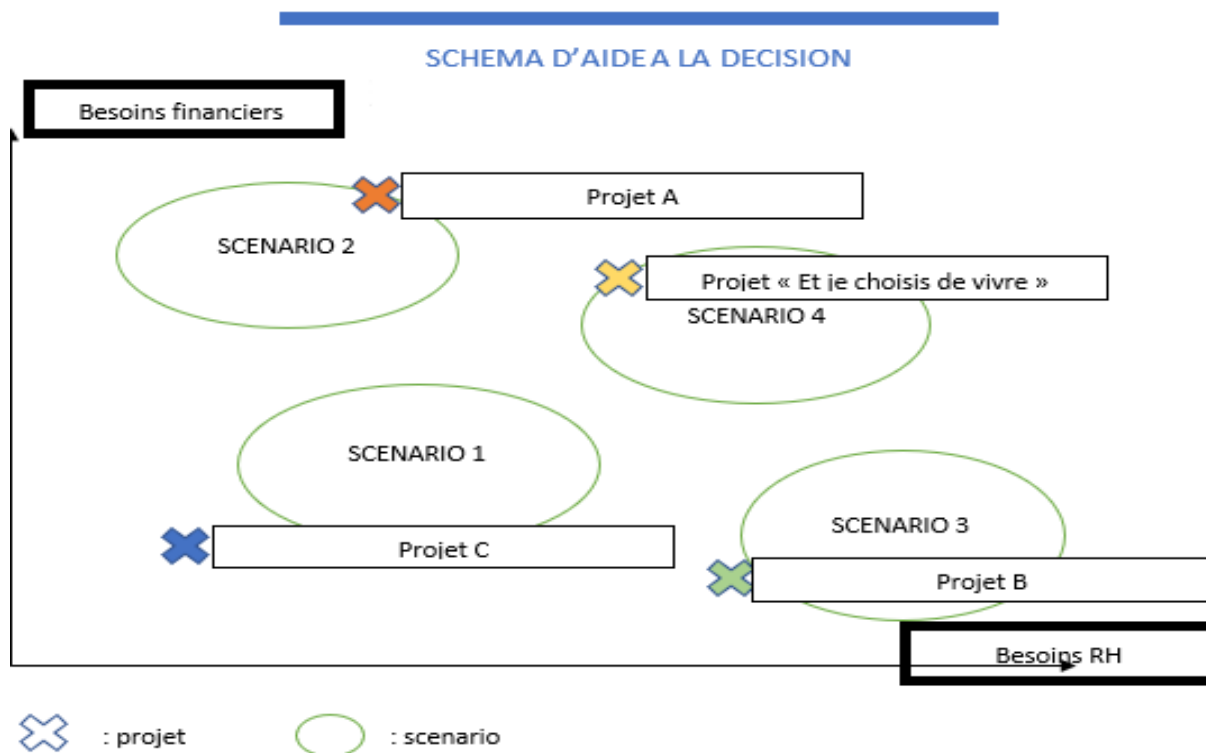 SCHEMA D'AIDE A LA DECISION
Besoins financiers
Projet A
SCENARIO 2
Projet « Et je choisis de vivre »
SCENARIO 4
SCENARIO 1
SCENARIO 3
Projet C
Projet B
Besoins RH
: projet
: scenario